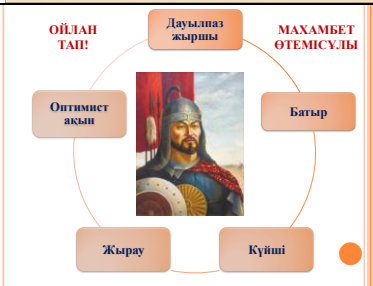 ОЙЛАН
ТАП!
Дауылпаз
жыршы
МАХАМБЕТ
ӨТЕМІСҰЛЫ
Оптимист
ақын
Батыр
Жырау
Күйші